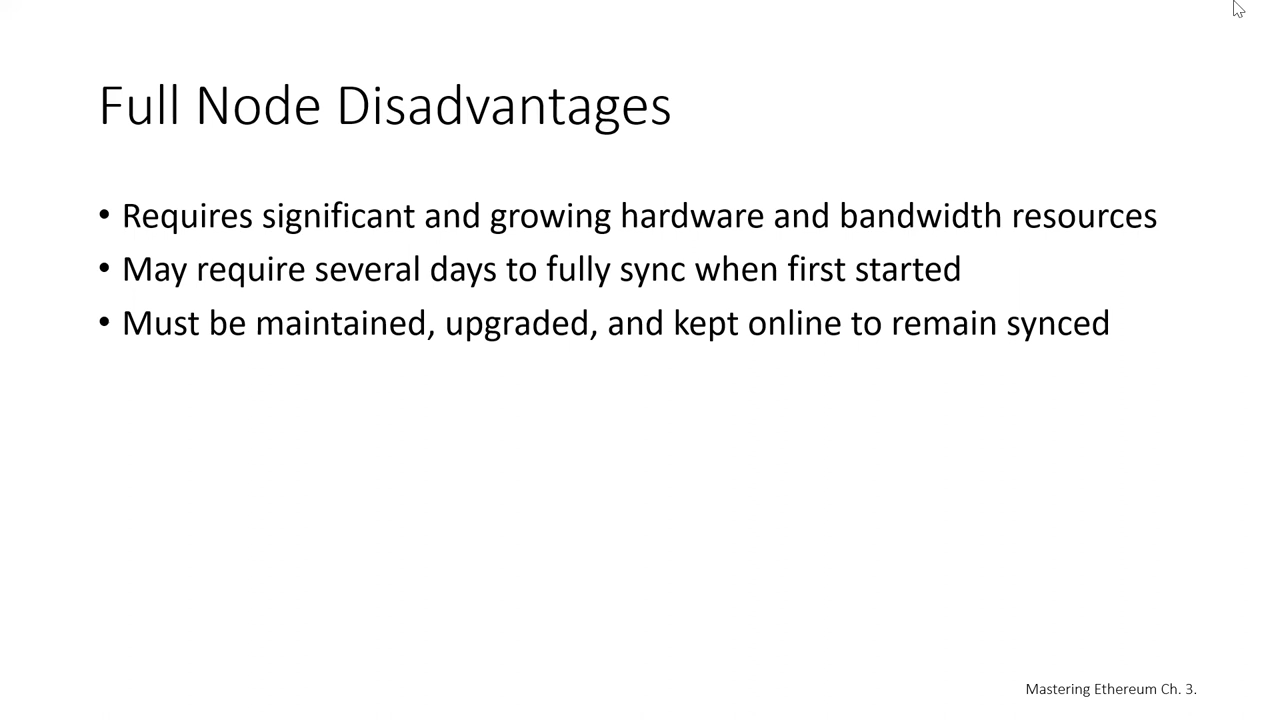 Full Node Disadvantages
• Requires significant and growing hardware and bandwidth resources
• May require several days to fully sync when first started
• Must be maintained, upgraded, and kept online to remain synced
Mastering Ethereum Ch. 3.